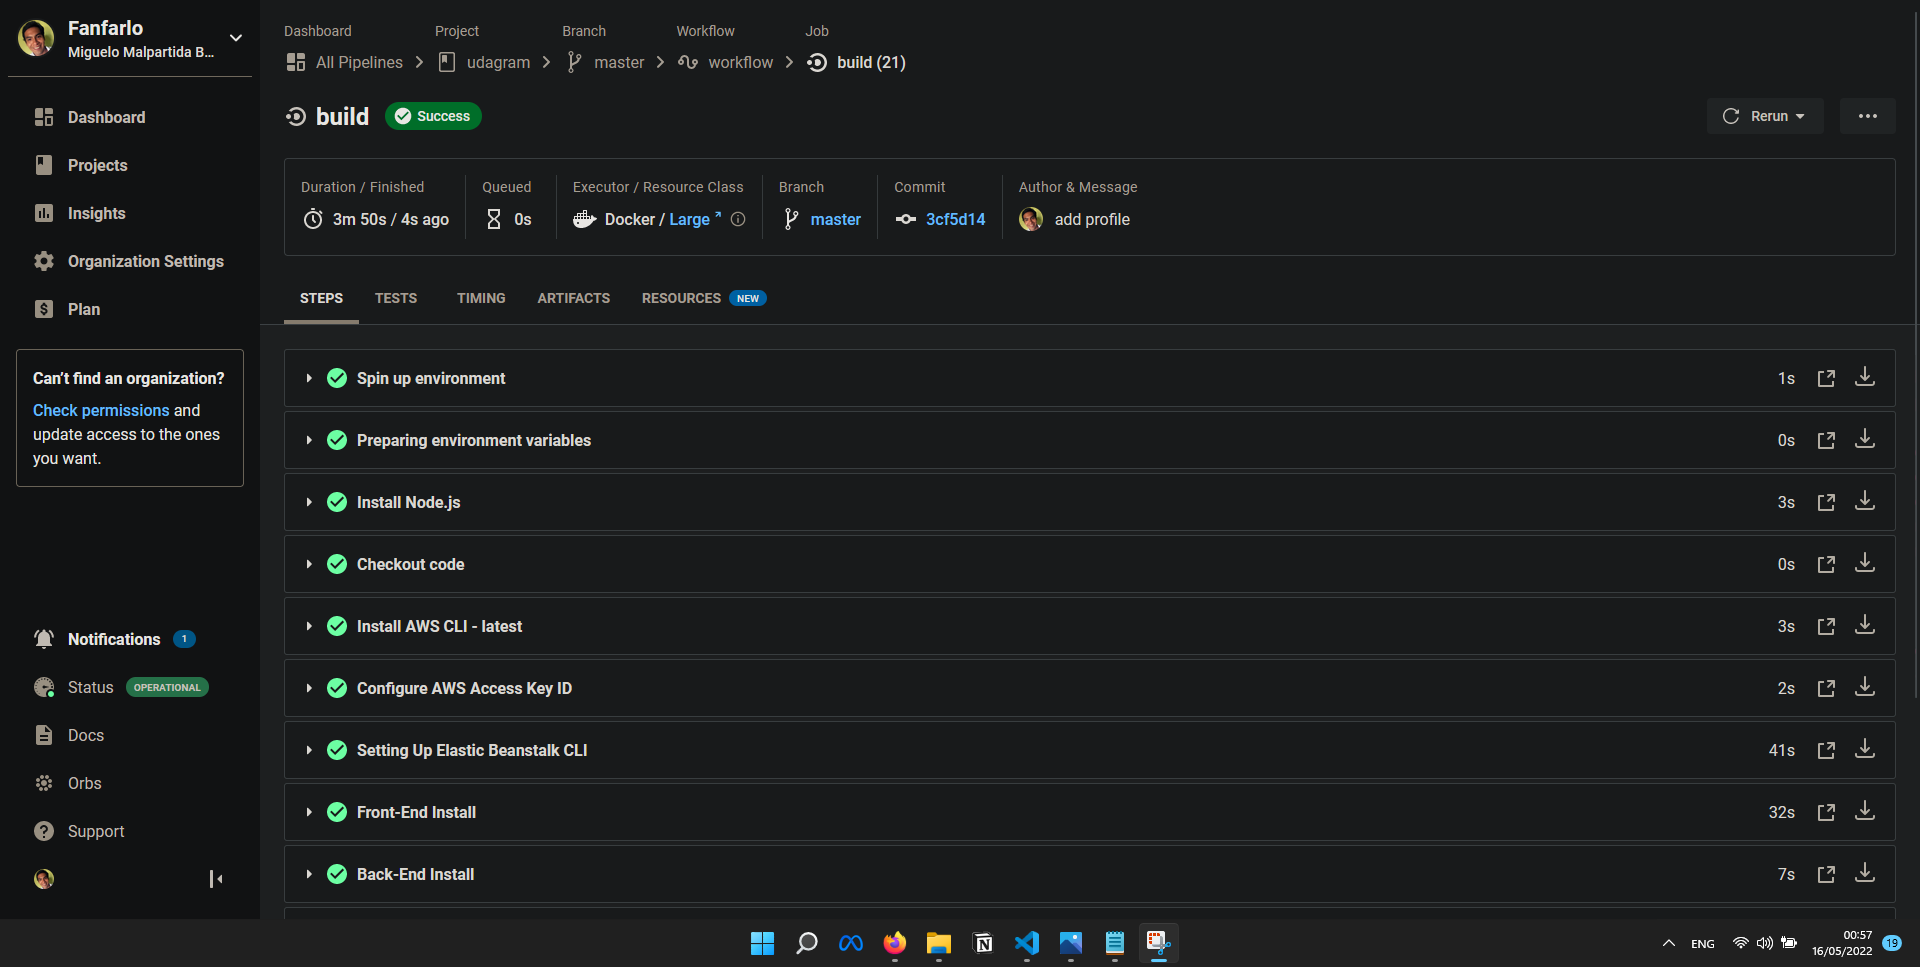 Fanfarlo
Miguelo Malpartida B...
Dashboard
Projects
Insights
Organization Settings
Plan
Can't find an organization?
Check permissions and
update access to the ones
you want.
Notifications 1
Status OPERATIONAL
Docs
Orbs
Support
Dashboard Project Branch Workflow Job
All Pipelines udagram master workflow build (21)
build Success
Rerun
Duration / Finished Queued Executor / Resource Class Branch Commit Author & Message
3m 50s / 4s ago 0s Docker / Large master 3cf5d14 add profile
STEPS TESTS TIMING ARTIFACTS RESOURCES NEW
Spin up environment 1s
Preparing environment variables 0s
Install Node.js 3s
Checkout code 0s
Install AWS CLI - latest 3s
Configure AWS Access Key ID 2s
Setting Up Elastic Beanstalk CLI 41s
Front-End Install 32s
Back-End Install 7s
ENG
00:57
16/05/2022
19